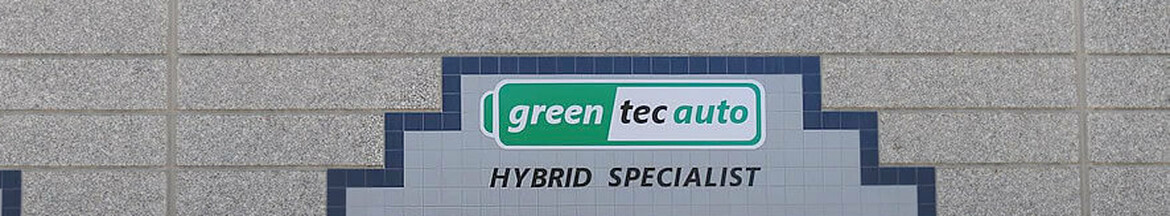 green tec auto
HYBRID SPECIALIST